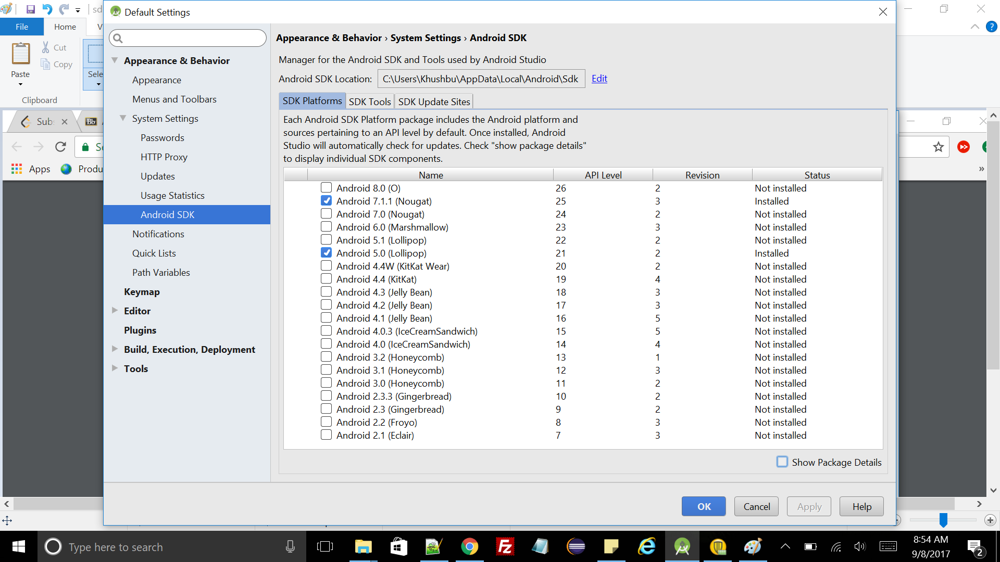 sd
Default Settings
File
Home
V
Cut
Copy
Paste
Sele
Clipboard
Sub
Bb
Apps
Produ
Appearance & Behavior
Appearance
Menus and Toolbars
System Settings
Passwords
HTTP Proxy
Updates
Usage Statistics
Android SDK
Notifications
Quick Lists
Path Variables
Keymap
Editor
Plugins
Build, Execution, Deployment
Tools
Appearance & Behavior › System Settings › Android SDK
Manager for the Android SDK and Tools used by Android Studio
Android SDK Location: C:\Users\Khushbu\AppData\Local\Android\Sdk Edit
SDK Platforms SDK Tools SDK Update Sites
Each Android SDK Platform package includes the Android platform and
sources pertaining to an API level by default. Once installed, Android
Studio will automatically check for updates. Check "show package details"
to display individual SDK components.
Name API Level Revision Status
Android 8.0 (O) 26 2 Not installed
Android 7.1.1 (Nougat) 25 3 Installed
Android 7.0 (Nougat) 24 2 Not installed
Android 6.0 (Marshmallow) 23 3 Not installed
Android 5.1 (Lollipop) 22 2 Not installed
Android 5.0 (Lollipop) 21 2 Installed
Android 4.4W (KitKat Wear) 20 2 Not installed
Android 4.4 (KitKat) 19 4 Not installed
Android 4.3 (Jelly Bean) 18 3 Not installed
Android 4.2 (Jelly Bean) 17 3 Not installed
Android 4.1 (Jelly Bean) 16 5 Not installed
Android 4.0.3 (IceCreamSandwich) 15 5 Not installed
Android 4.0 (IceCreamSandwich) 14 4 Not installed
Android 3.2 (Honeycomb) 13 1 Not installed
Android 3.1 (Honeycomb) 12 3 Not installed
Android 3.0 (Honeycomb) 11 2 Not installed
Android 2.3.3 (Gingerbread) 10 2 Not installed
Android 2.3 (Gingerbread) 9 2 Not installed
Android 2.2 (Froyo) 8 3 Not installed
Android 2.1 (Eclair) 7 3 Not installed
Show Package Details
OK Cancel Apply Help
Type here to search
Fz
8:54 AM
9/8/2017
2